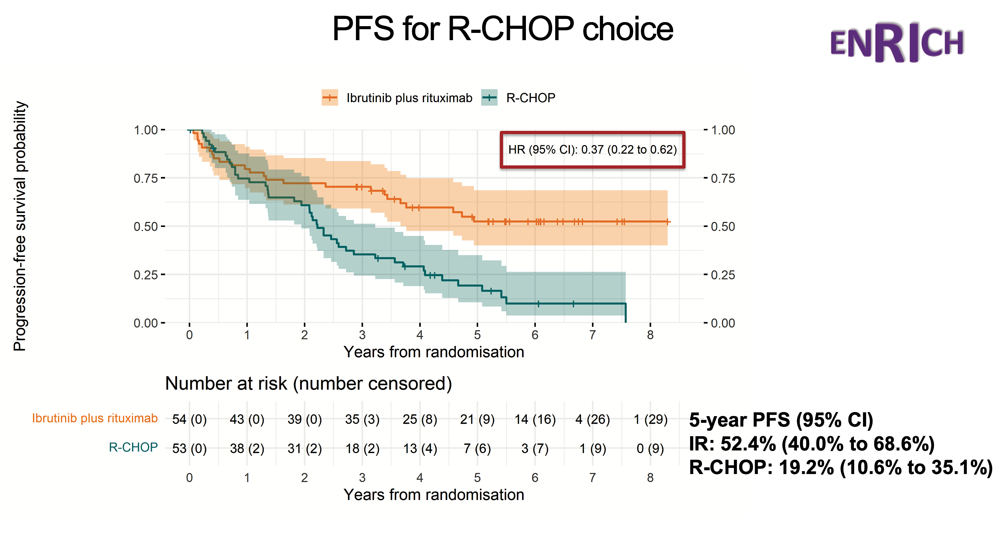 PFS for R-CHOP choice
ENRICH
Ibrutinib plus rituximab R-CHOP
Progression-free survival probability
1.00 1.00
HR (95% CI): 0.37 (0.22 to 0.62)
0.75 0.75
0.50 0.50
0.25 0.25
0.00 0.00
0 1 2 3 4 5 6 7 8
Years from randomisation
Number at risk (number censored)
Ibrutinib plus rituximab 54 (0) 43 (0) 39 (0) 35 (3) 25 (8) 21 (9) 14 (16) 4 (26) 1 (29)
R-CHOP 53 (0) 38 (2) 31 (2) 18 (2) 13 (4) 7 (6) 3 (7) 1 (9) 0 (9)
0 1 2 3 4 5 6 7 8
Years from randomisation
5-year PFS (95% CI)
IR: 52.4% (40.0% to 68.6%)
R-CHOP: 19.2% (10.6% to 35.1%)